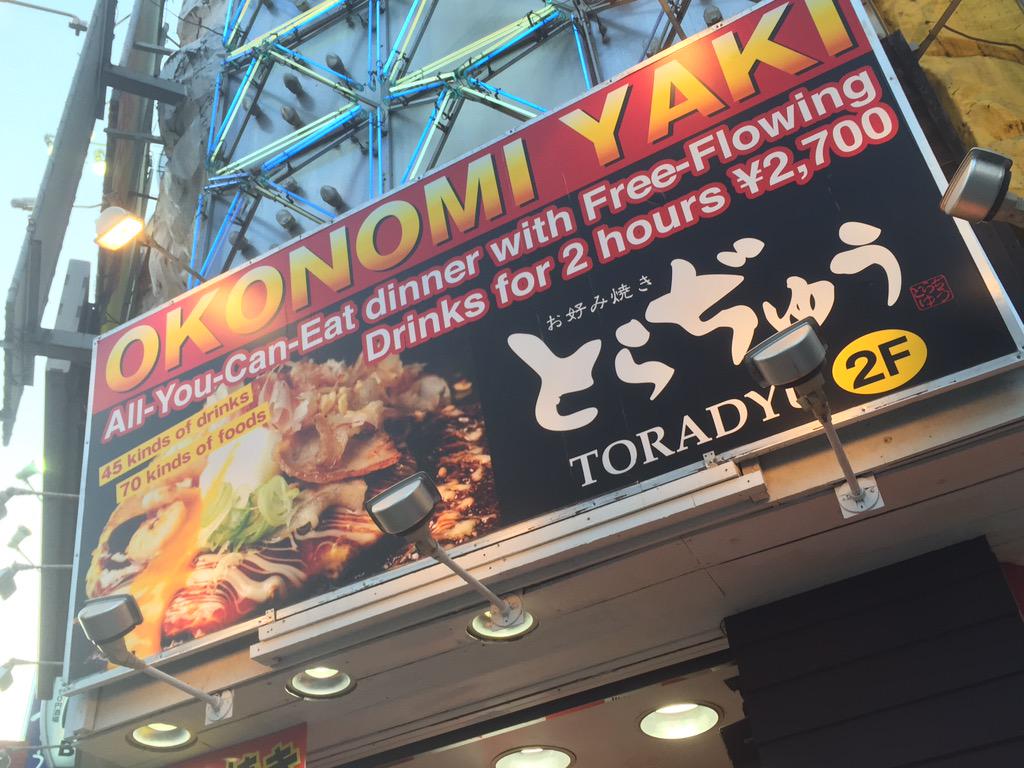 OKONOMI YAKI
All-You-Can-Eat dinner with Free-Flowing
Drinks for 2 hours ¥2,700
45 kinds of drinks
70 kinds of foods
お好み焼き
とらぢゅう
TORADYU
2F